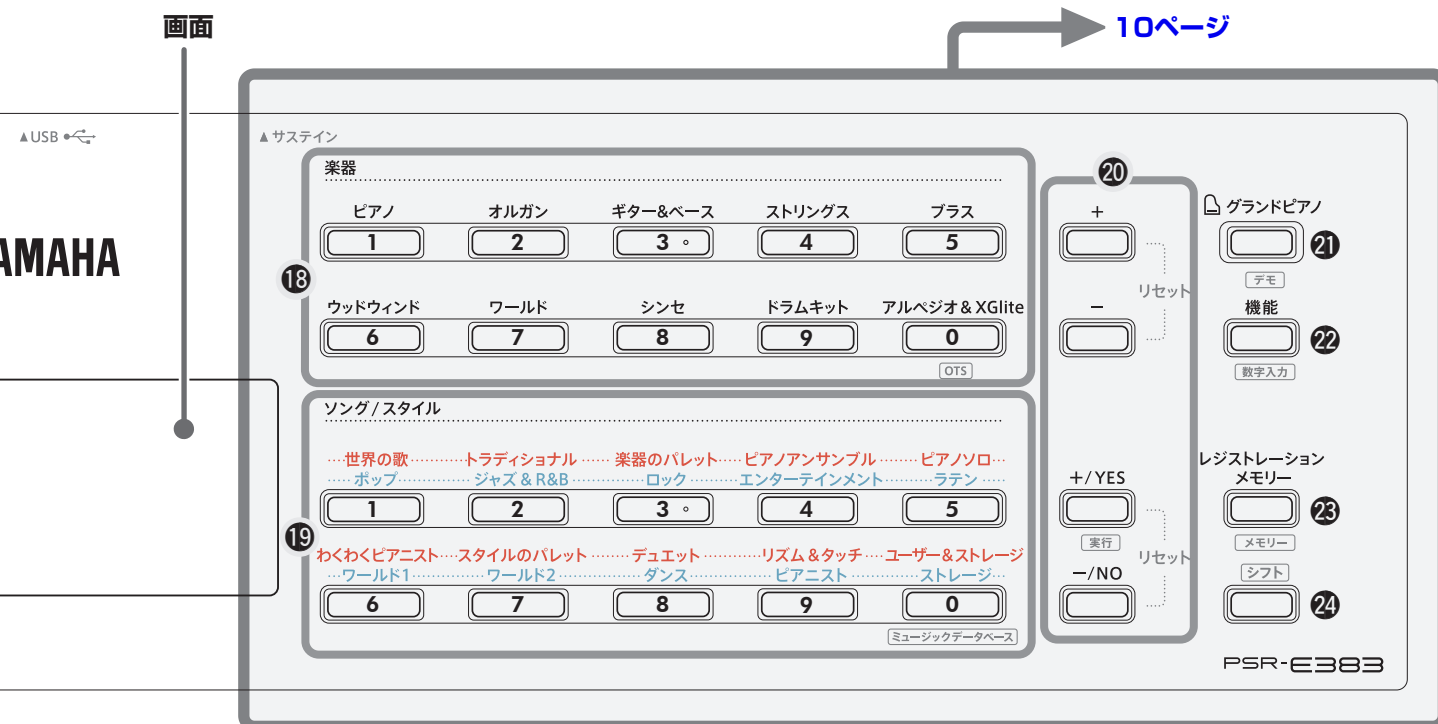 画面
10ページ
▲USB
▲サステイン
楽器
ピアノ オルガン ギター&ベース ストリングス ブラス
1 2 3 4 5
⓲
ウッドウィンド ワールド シンセ ドラムキット アルペジオ & XGlite
6 7 8 9 0
OTS
AMAHA
ソング/スタイル
世界の歌 トラディショナル 楽器のパレット ピアノアンサンブル ピアノソロ
ポップ ジャズ & R&B ロック エンターテインメント ラテン
1 2 3 4 5
⓳
わくわくピアニスト スタイルのパレット デュエット リズム & タッチ ユーザー&ストレージ
ワールド1 ワールド2 ダンス ピアニスト ストレージ
6 7 8 9 0
ミュージックデータベース
⓴
+
リセット
−
+/YES
実行
リセット
−/NO
グランドピアノ
㉑
デモ
機能
㉒
数字入力
レジストレーション
メモリー
㉓
メモリー
シフト
㉔
PSR-E383